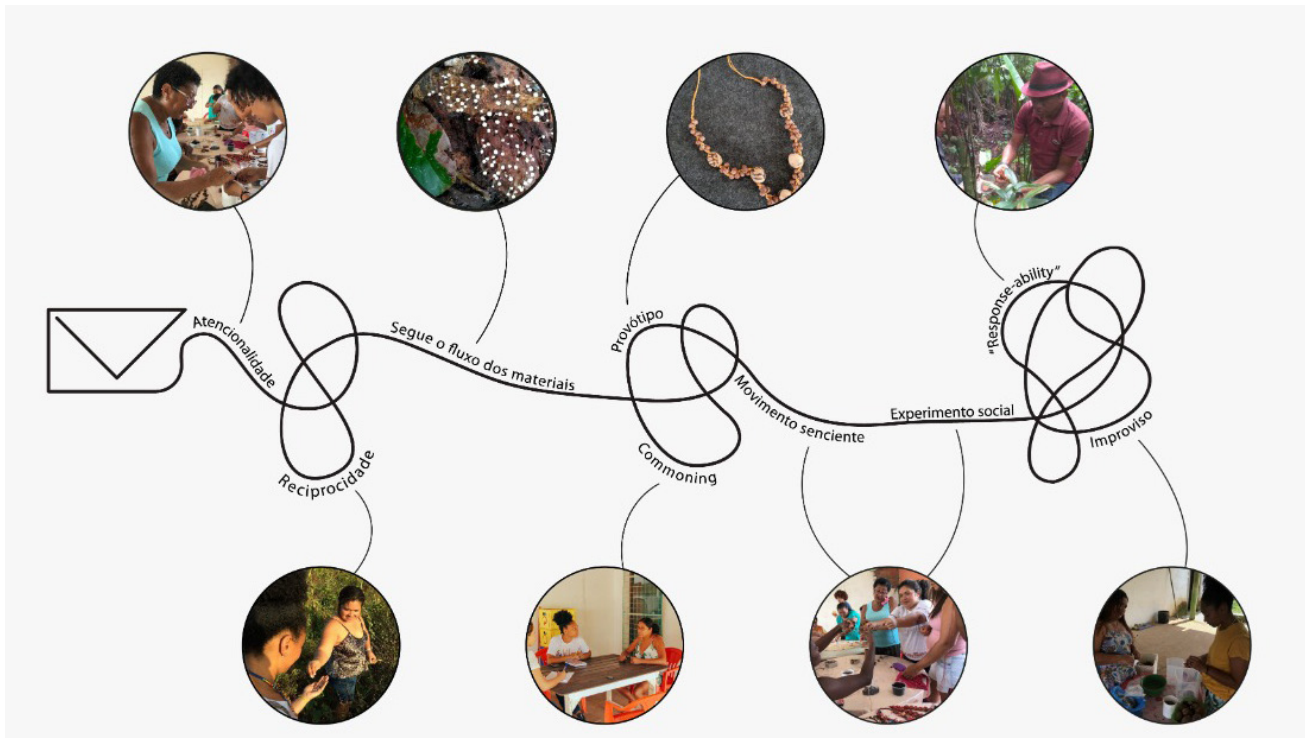 Atencionalidade
Reciprocidade
Segue o fluxo dos materiais
Provótipo
Commoning
Movimento senciente
Experimento social
“Response-ability”
Improviso